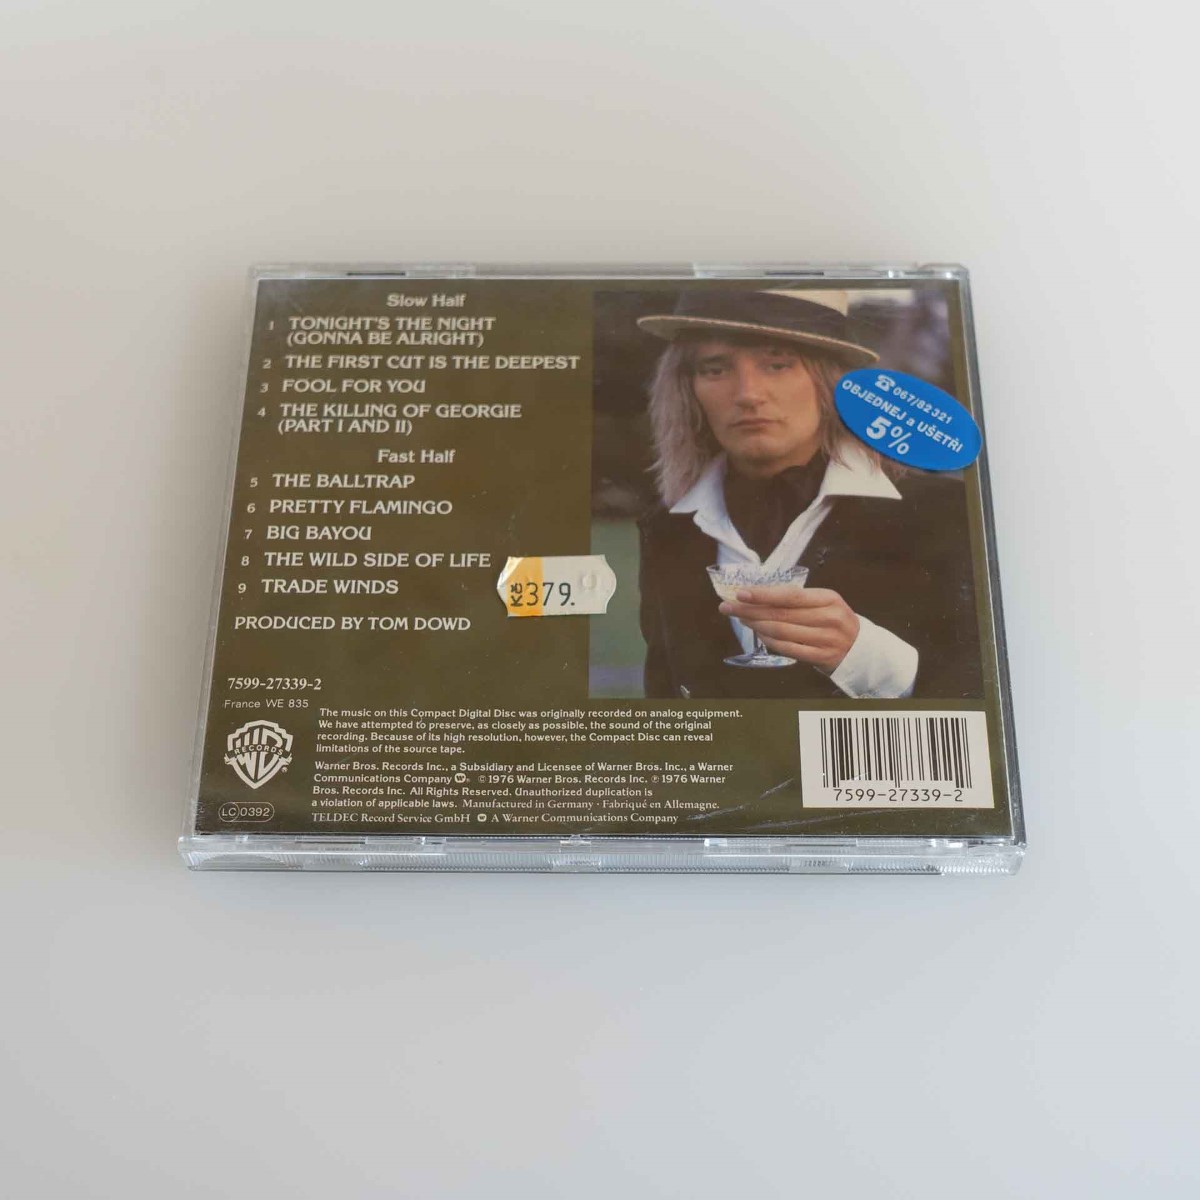 Slow Half
1 TONIGHT'S THE NIGHT
(GONNA BE ALRIGHT)
2 THE FIRST CUT IS THE DEEPEST
3 FOOL FOR YOU
4 THE KILLING OF GEORGIE
(PART I AND II)
Fast Half
5 THE BALLTRAP
6 PRETTY FLAMINGO
7 BIG BAYOU
8 THE WILD SIDE OF LIFE
9 TRADE WINDS
PRODUCED BY TOM DOWD
Kč 379.
☎ 067/82 321
OBJEDNEJ a UŠETŘI
5%
7599-27339-2
France WE 835
WB
RECORDS
LC 0392
The music on this Compact Digital Disc was originally recorded on analog equipment.
We have attempted to preserve, as closely as possible, the sound of the original
recording. Because of its high resolution, however, the Compact Disc can reveal
limitations of the source tape.
Warner Bros. Records Inc., a Subsidiary and Licensee of Warner Bros. Inc., a Warner
Communications Company. © 1976 Warner Bros. Records Inc. ℗ 1976 Warner
Bros. Records Inc. All Rights Reserved. Unauthorized duplication is
a violation of applicable laws. Manufactured in Germany · Fabriqué en Allemagne.
TELDEC Record Service GmbH A Warner Communications Company
7599-27339-2